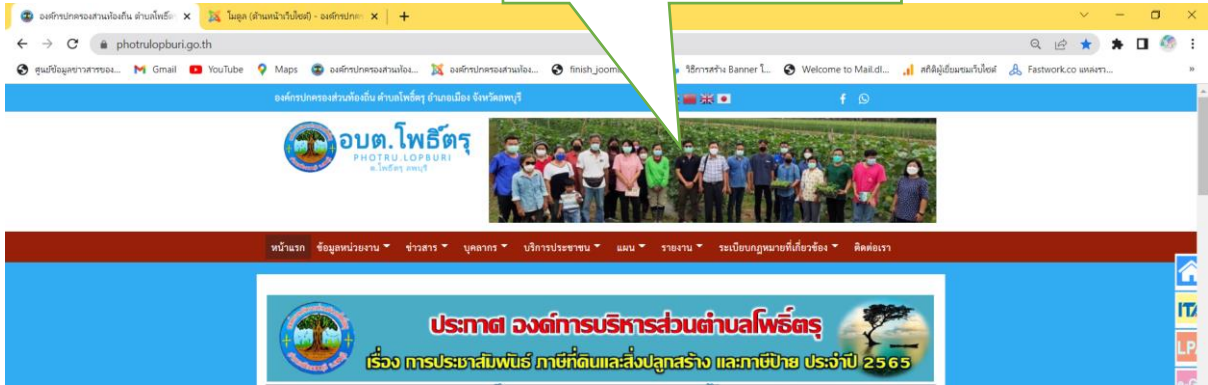 องค์กรปกครองส่วนท้องถิ่น ตำบลโพธิ์ต
โมดูล (ด้านหน้าเว็บไซต์) - องค์กรปกค
photrulopburi.go.th
ศูนย์ข้อมูลข่าวสารของ... Gmail YouTube Maps องค์กรปกครองส่วนท้อง... องค์กรปกครองส่วนท้อง... finish_joom วิธีการสร้าง Banner โ... Welcome to Mail.dl... สถิติผู้เยี่ยมชมเว็บไซต์ Fastwork.co แหล่งรว...
องค์กรปกครองส่วนท้องถิ่น ตำบลโพธิ์ตรุ อำเภอเมือง จังหวัดลพบุรี
อบต.โพธิ์ตรุ
PHOTRU.LOPBURI
ต.โพธิ์ตรุ ลพบุรี
หน้าแรก ข้อมูลหน่วยงาน ข่าวสาร บุคลากร บริการประชาชน แผน รายงาน ระเบียบกฎหมายที่เกี่ยวข้อง ติดต่อเรา
ประกาศ องค์การบริหารส่วนตำบลโพธิ์ตรุ
เรื่อง การประชาสัมพันธ์ ภาษีที่ดินและสิ่งปลูกสร้าง และภาษีป้าย ประจำปี 2565
ITA
LP